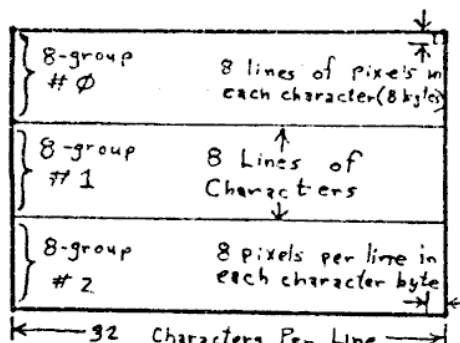 8-group
# Ø
8 lines of pixels in
each character (8 bytes)
8-group
# 1
8 Lines of
Characters
8-group
# 2
8 pixels per line in
each character byte
32 Characters Per Line